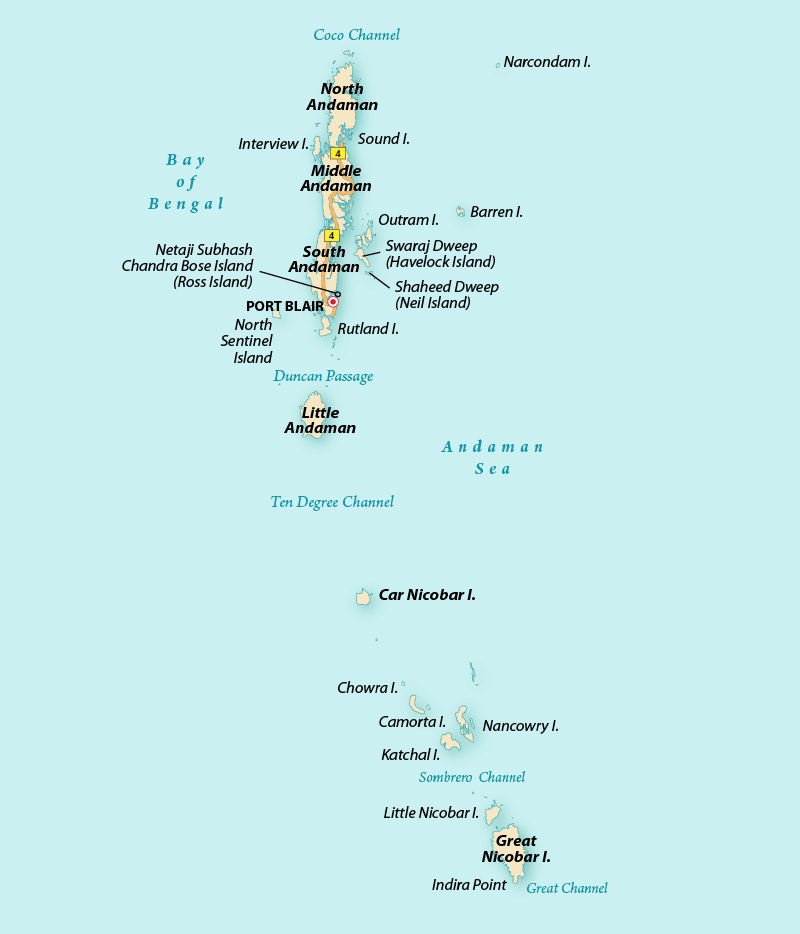 Coco Channel
Narcondam I.
North
Andaman
Interview I.
Sound I.
4
Bay
of
Bengal
Middle
Andaman
Outram I.
Barren I.
4
South
Andaman
Swaraj Dweep
(Havelock Island)
Netaji Subhash
Chandra Bose Island
(Ross Island)
Shaheed Dweep
(Neil Island)
PORT BLAIR
North
Sentinel
Island
Rutland I.
Duncan Passage
Little
Andaman
Andaman
Sea
Ten Degree Channel
Car Nicobar I.
Chowra I.
Camorta I.
Nancowry I.
Katchal I.
Sombrero Channel
Little Nicobar I.
Great
Nicobar I.
Indira Point
Great Channel